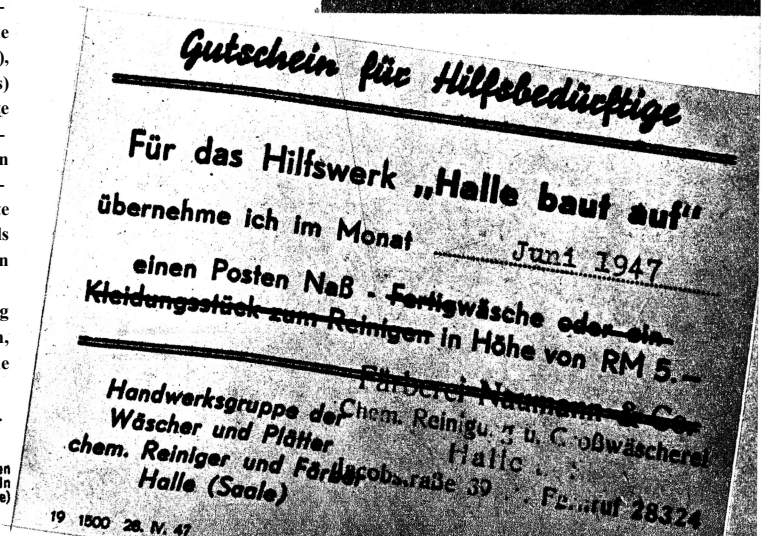 Gutschein für Hilfsbedürftige
Für das Hilfswerk „Halle baut auf"
übernehme ich im Monat Juni 1947
einen Posten Naß - Fertigwäsche oder ein
Kleidungsstück zum Reinigen in Höhe von RM 5.—
Färberei Naumann & Co.
Handwerksgruppe der
Wäscher und Plätter
chem. Reiniger und Färber
Halle (Saale)
Chem. Reinigung u. Großwäscherei
Halle
Jacobstraße 39 Fernruf 28324
19 1500 28. IV. 47